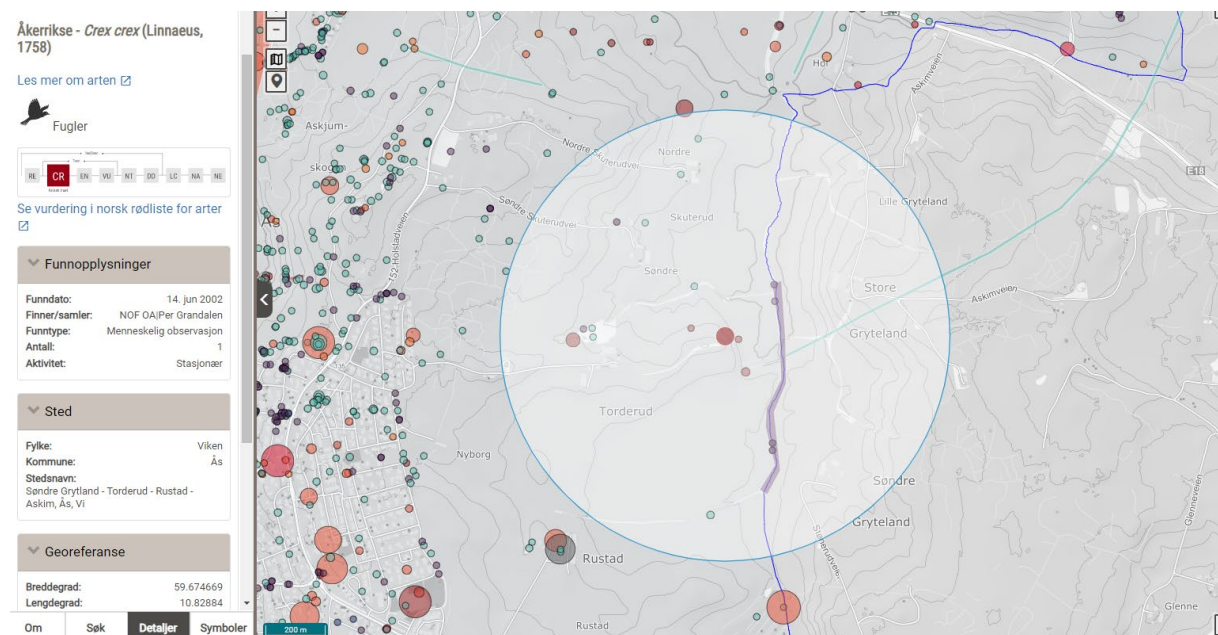 Åkerrikse - Crex crex (Linnaeus,
1758)
Les mer om arten
Fugler
RE CR EN VU NT DD LC NA NE
Se vurdering i norsk rødliste for arter
Funnopplysninger
Funndato: 14. jun 2002
Finner/samler: NOF OA|Per Grandalen
Funntype: Menneskelig observasjon
Antall: 1
Aktivitet: Stasjonær
Sted
Fylke: Viken
Kommune: Ås
Stedsnavn:
Søndre Grytland - Torderud - Rustad -
Askim, Ås, Vi
Georeferanse
Breddegrad: 59.674669
Lengdegrad: 10.82884
Om Søk Detaljer Symboler
Hol
Askimveien
E18
Askjum-
skogen
Nordre Skuterudvei
Nordre
Lille Gryteland
Ås
Søndre Skuterudvei
Skuterud
152 Holstadveien
Søndre
Store
Askimveien
Gryteland
Torderud
Nyborg
Søndre
Gryteland
Glenneveien
Rustad
Glenne
Rustad
200 m